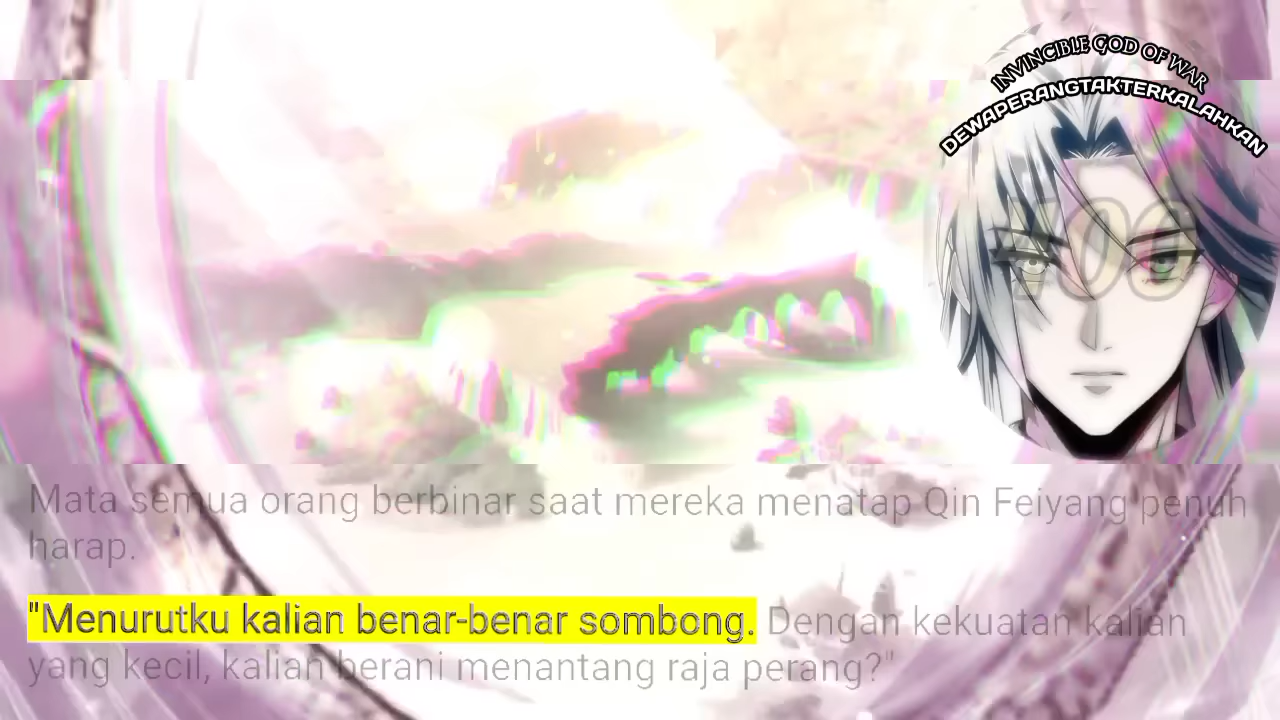 INVINCIBLE GOD OF WAR
DEWAPERANGTAKTERKALAHKAN
Mata semua orang berbinar saat mereka menatap Qin Feiyang penuh
harap.
"Menurutku kalian benar-benar sombong. Dengan kekuatan kalian
yang kecil, kalian berani menantang raja perang?"